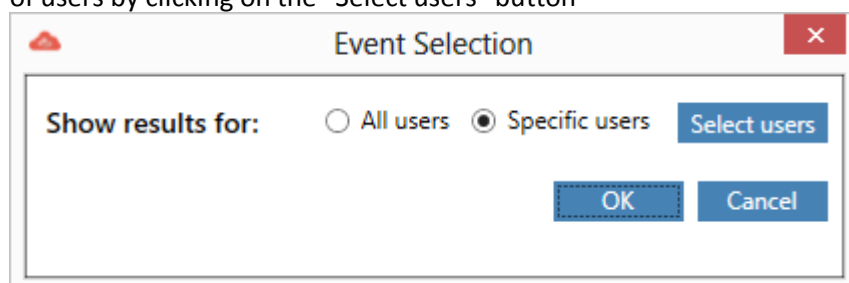 of users by clicking on the "Select users" button
Event Selection
Show results for: All users Specific users Select users
OK Cancel